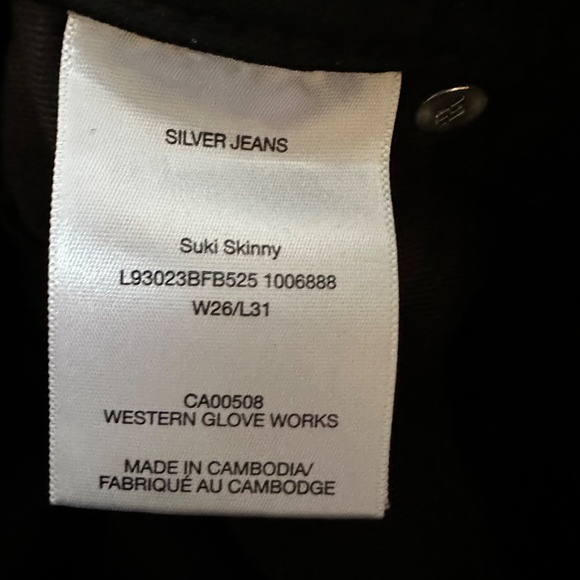 SILVER JEANS
Suki Skinny
L93023BFB525 1006888
W26/L31
CA00508
WESTERN GLOVE WORKS
MADE IN CAMBODIA/
FABRIQUÉ AU CAMBODGE